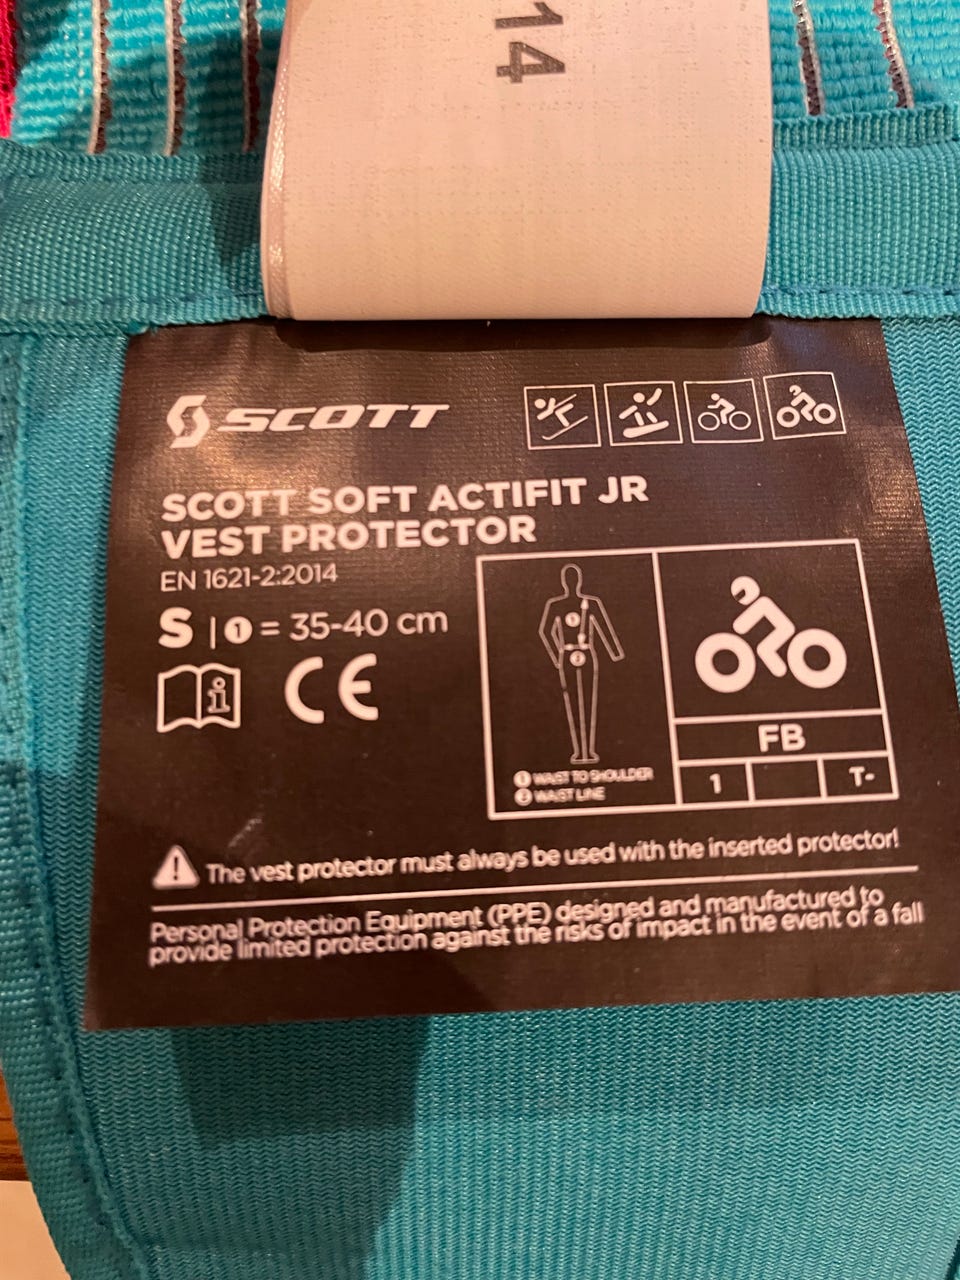 14
SCOTT
SCOTT SOFT ACTIFIT JR
VEST PROTECTOR
EN 1621-2:2014
S | 1 = 35-40 cm
i
CE
1
2
1 WAIST TO SHOULDER
2 WAIST LINE
FB
1 T-
The vest protector must always be used with the inserted protector!
Personal Protection Equipment (PPE) designed and manufactured to
provide limited protection against the risks of impact in the event of a fall